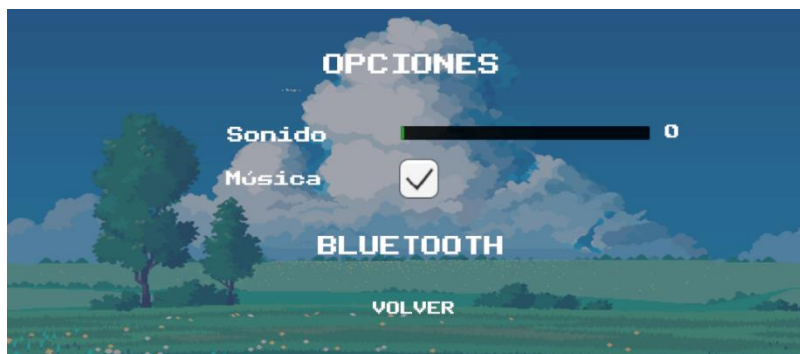 OPCIONES
Sonido 0
Música
BLUETOOTH
VOLVER